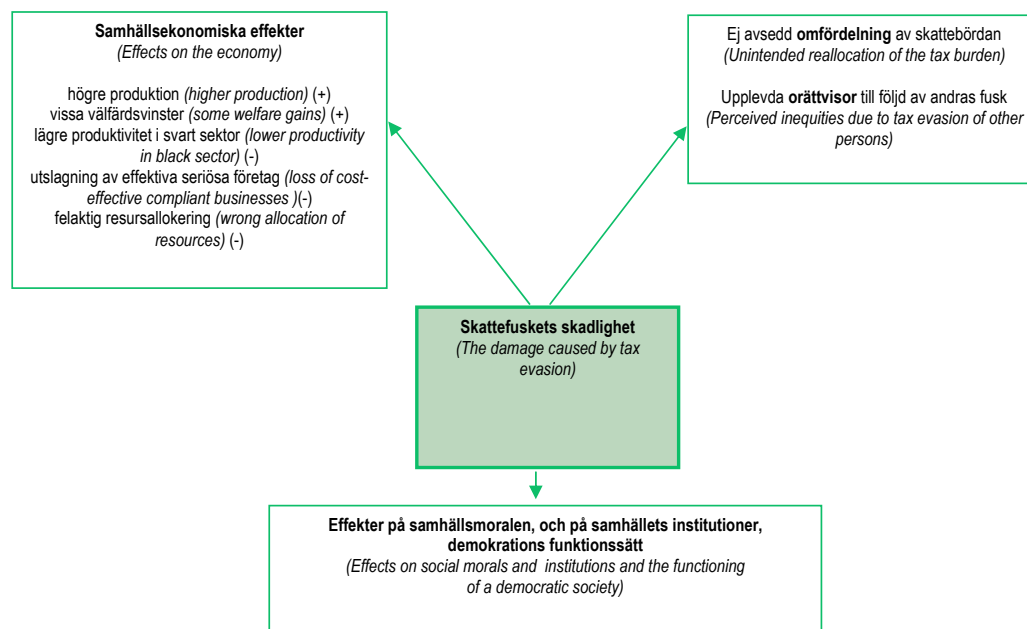 Samhällsekonomiska effekter
(Effects on the economy)
högre produktion (higher production) (+)
vissa välfärdsvinster (some welfare gains) (+)
lägre produktivitet i svart sektor (lower productivity
in black sector) (-)
utslagning av effektiva seriösa företag (loss of cost-
effective compliant businesses )(-)
felaktig resursallokering (wrong allocation of
resources) (-)
Ej avsedd omfördelning av skattebördan
(Unintended reallocation of the tax burden)
Upplevda orättvisor till följd av andras fusk
(Perceived inequities due to tax evasion of other
persons)
Skattefuskets skadlighet
(The damage caused by tax
evasion)
Effekter på samhällsmoralen, och på samhällets institutioner,
demokrations funktionssätt
(Effects on social morals and institutions and the functioning
of a democratic society)